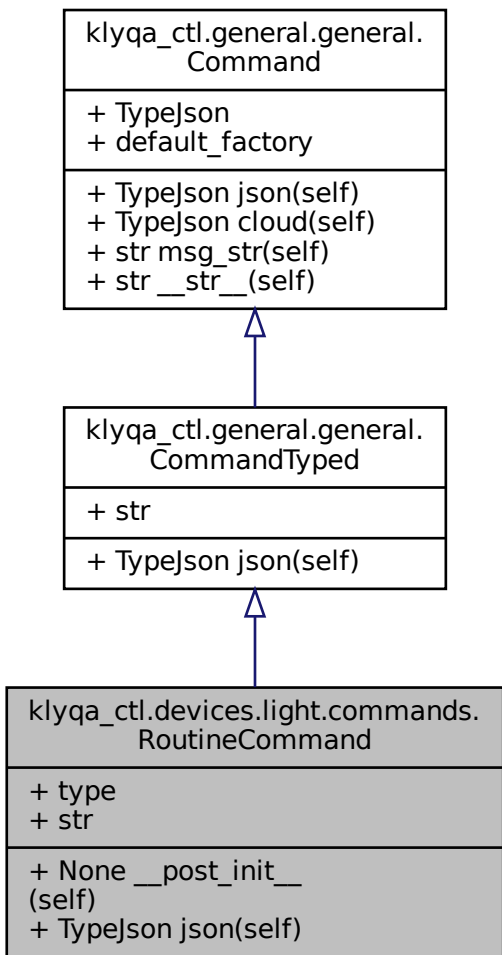 klyqa_ctl.general.general.
Command
+ TypeJson
+ default_factory
+ TypeJson json(self)
+ TypeJson cloud(self)
+ str msg_str(self)
+ str __str__(self)
klyqa_ctl.general.general.
CommandTyped
+ str
+ TypeJson json(self)
klyqa_ctl.devices.light.commands.
RoutineCommand
+ type
+ str
+ None __post_init__
(self)
+ TypeJson json(self)